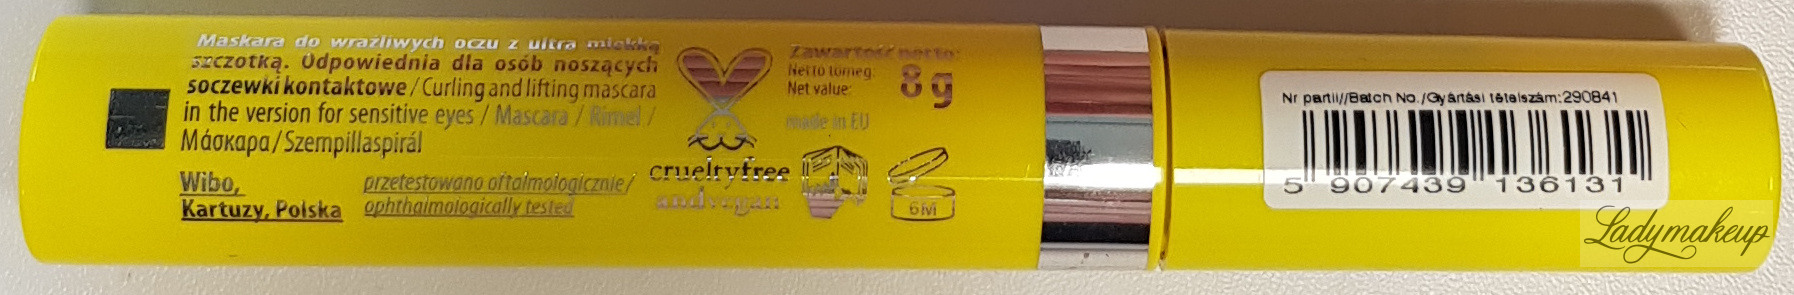 Maskara do wrażliwych oczu z ultra miękką
szczotką. Odpowiednia dla osób noszących
soczewki kontaktowe / Curling and lifting mascara
in the version for sensitive eyes / Mascara / Rimel /
Μάσκαρα / Szempillaspirál
Wibo,
Kartuzy, Polska
przetestowano oftalmologicznie /
ophthalmologically tested
crueltyfree
and vegan
Zawartość netto:
Netto tömeg:
Net value:
8 g
made in EU
6M
Nr partii//Batch No./Gyártási tételszám:290841
5 907439 136131
Ladymakeup